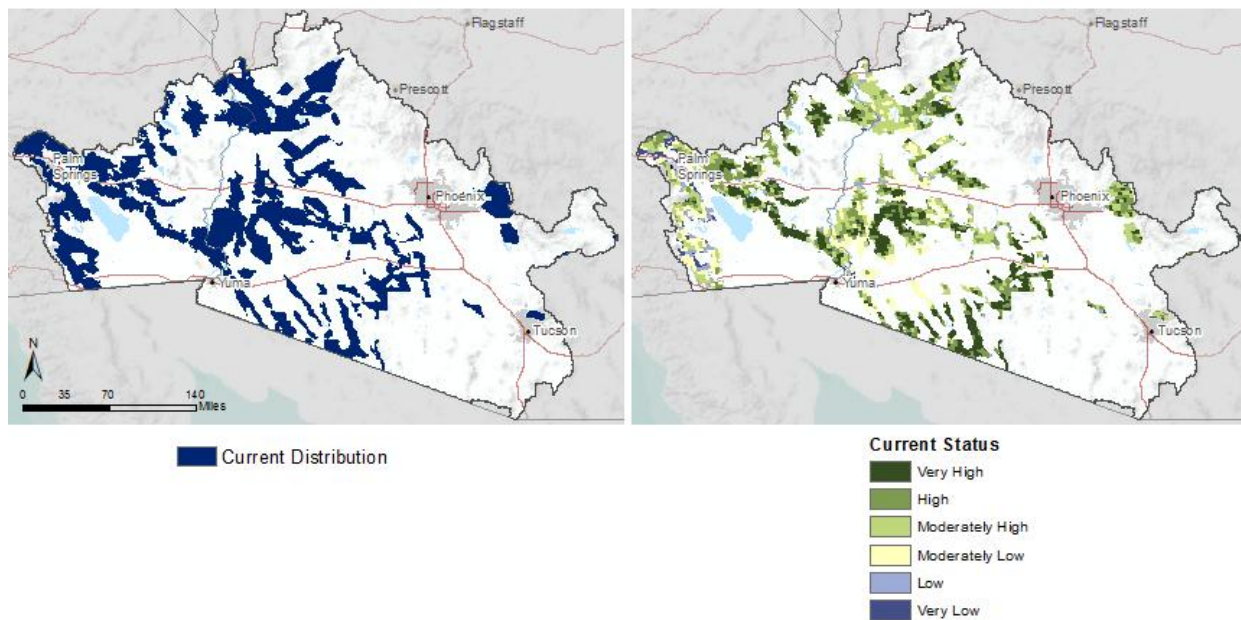 Flagstaff
Prescott
Palm
Springs
Phoenix
Yuma
Tucson
N
0 35 70 140
Miles
Current Distribution
Flagstaff
Prescott
Palm
Springs
Phoenix
Yuma
Tucson
Current Status
Very High
High
Moderately High
Moderately Low
Low
Very Low